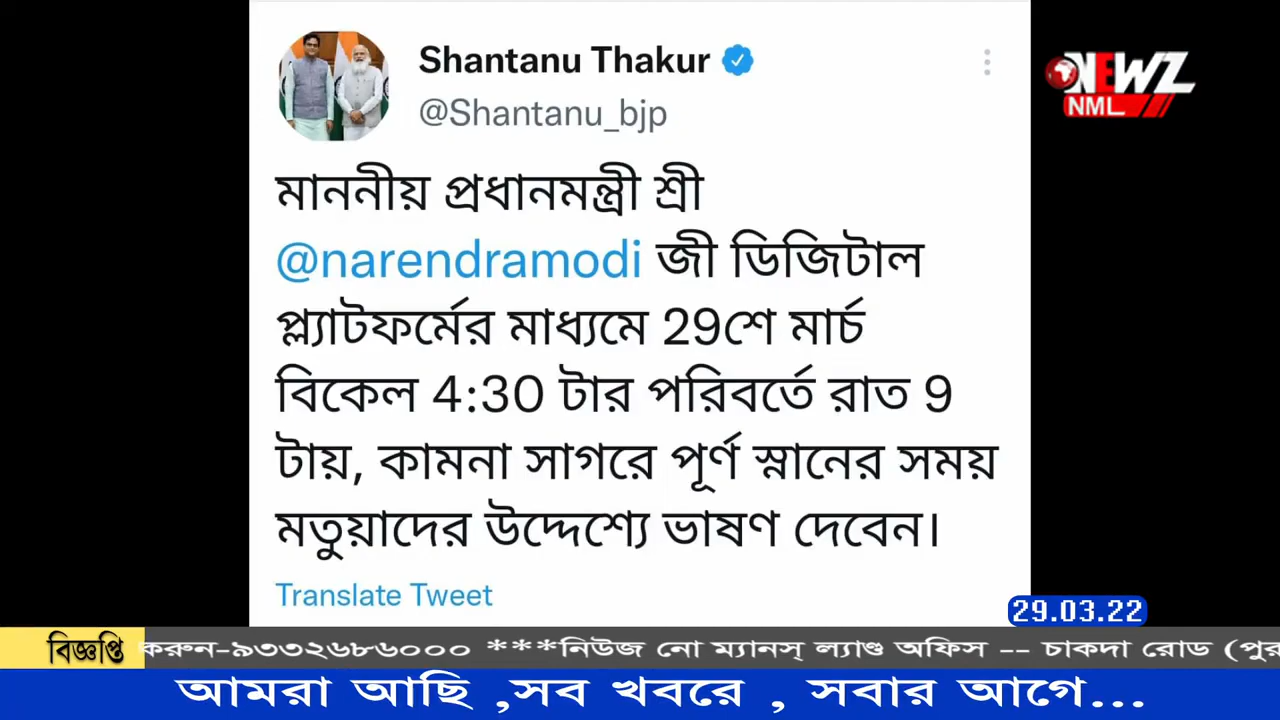 Shantanu Thakur
@Shantanu_bjp
মাননীয় প্রধানমন্ত্রী শ্রী
@narendramodi জী ডিজিটাল
প্ল্যাটফর্মের মাধ্যমে 29শে মার্চ
বিকেল 4:30 টার পরিবর্তে রাত 9
টায়, কামনা সাগরে পূর্ণ স্নানের সময়
মতুয়াদের উদ্দেশ্যে ভাষণ দেবেন।
Translate Tweet
NEWZ
NML
29.03.22
বিজ্ঞপ্তি করুন-৯৩৩২৬৮৬০০০ ***নিউজ নো ম্যানস্ ল্যাণ্ড অফিস -- চাকদা রোড (পুর
আমরা আছি ,সব খবরে , সবার আগে...